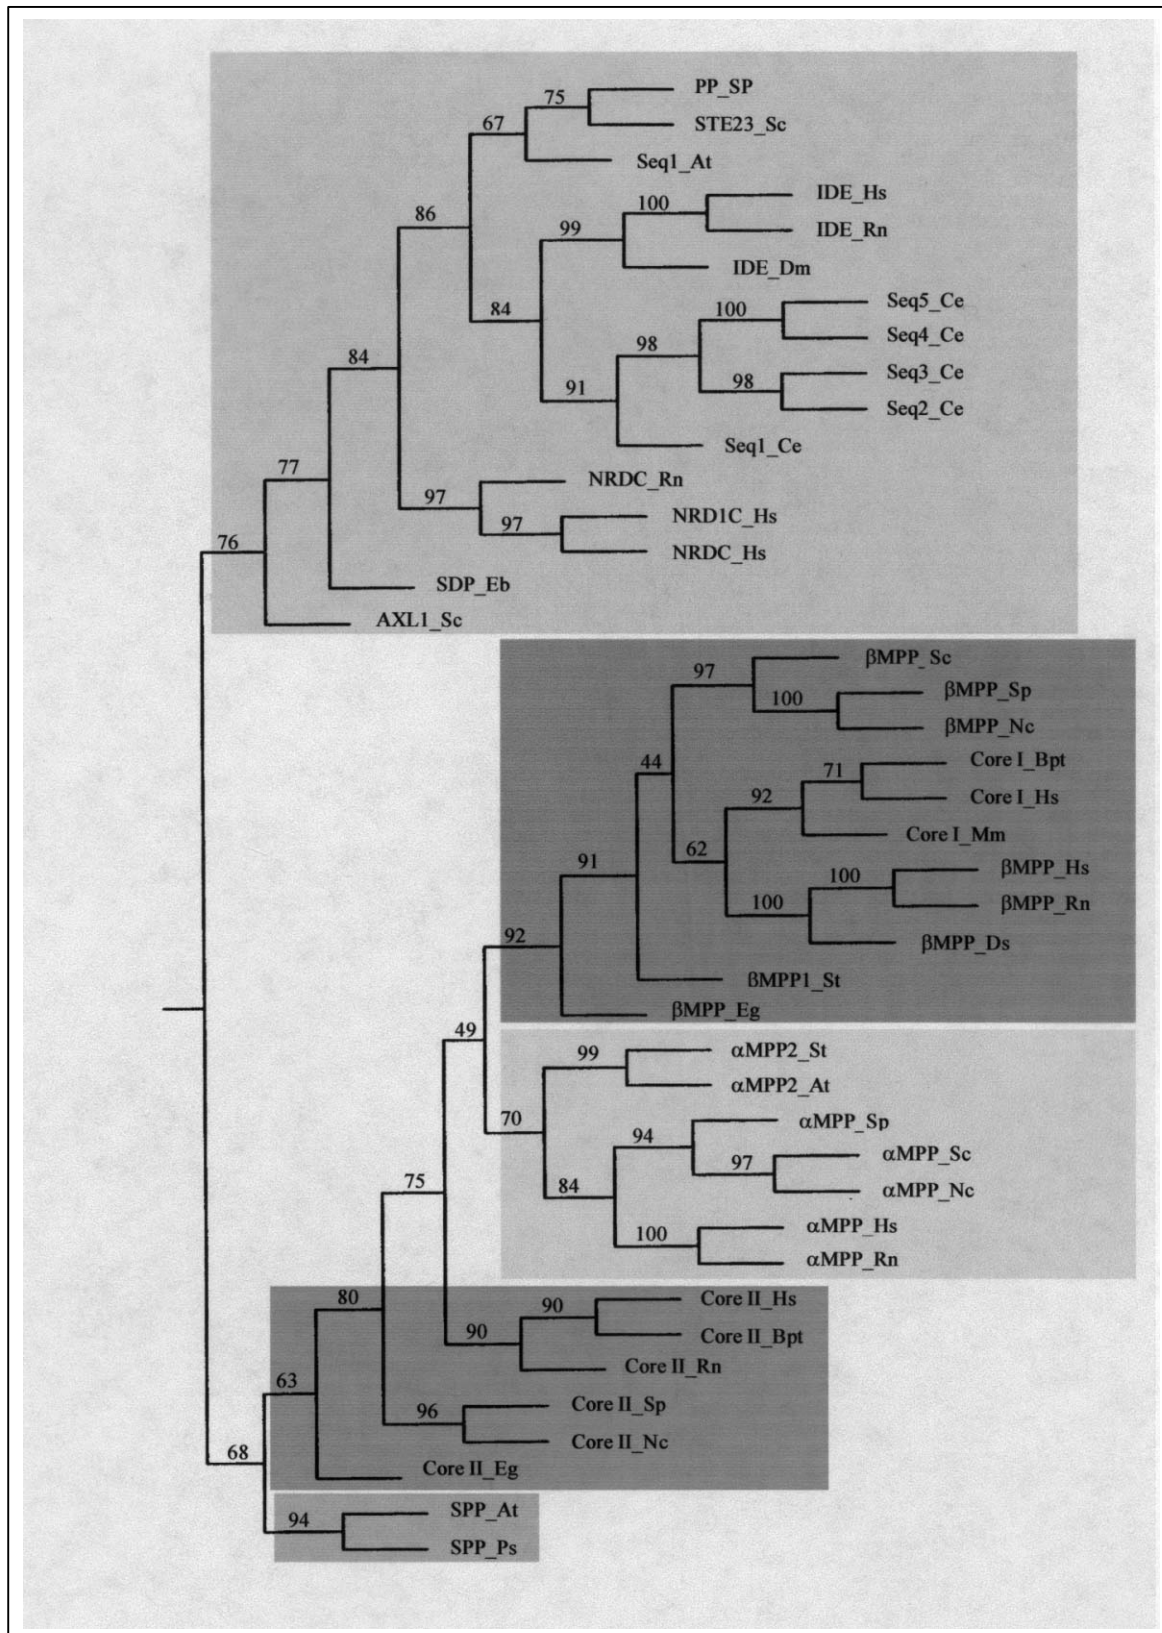 PP_SP
75
STE23_Sc
67
Seq1_At
IDE_Hs
100
86
IDE_Rn
99
IDE_Dm
Seq5_Ce
84
100
Seq4_Ce
98
84
Seq3_Ce
98
91
Seq2_Ce
Seq1_Ce
77
NRDC_Rn
97
NRD1C_Hs
97
76
NRDC_Hs
SDP_Eb
AXL1_Sc
βMPP_Sc
97
βMPP_Sp
100
βMPP_Nc
44
Core I_Bpt
71
Core I_Hs
92
Core I_Mm
62
βMPP_Hs
91
100
100
βMPP_Rn
92
βMPP_Ds
βMPP1_St
βMPP_Eg
49
αMPP2_St
99
αMPP2_At
70
αMPP_Sp
94
αMPP_Sc
97
75
84
αMPP_Nc
αMPP_Hs
100
αMPP_Rn
80
Core II_Hs
90
90
Core II_Bpt
Core II_Rn
63
Core II_Sp
96
Core II_Nc
68
Core II_Eg
SPP_At
94
SPP_Ps